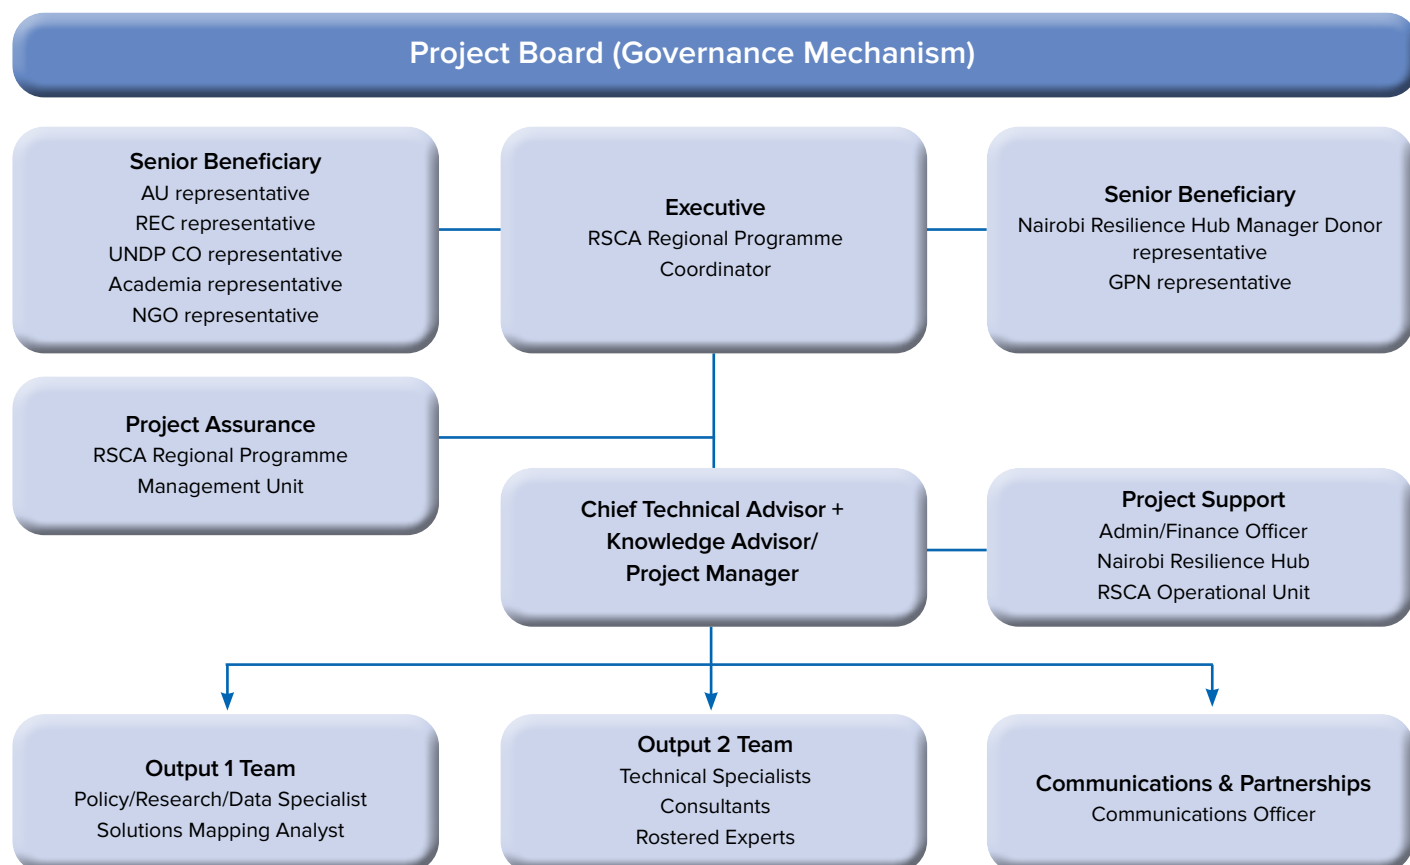 Project Board (Governance Mechanism)
Senior Beneficiary
AU representative
REC representative
UNDP CO representative
Academia representative
NGO representative
Executive
RSCA Regional Programme
Coordinator
Senior Beneficiary
Nairobi Resilience Hub Manager Donor
representative
GPN representative
Project Assurance
RSCA Regional Programme
Management Unit
Chief Technical Advisor +
Knowledge Advisor/
Project Manager
Project Support
Admin/Finance Officer
Nairobi Resilience Hub
RSCA Operational Unit
Output 1 Team
Policy/Research/Data Specialist
Solutions Mapping Analyst
Output 2 Team
Technical Specialists
Consultants
Rostered Experts
Communications & Partnerships
Communications Officer